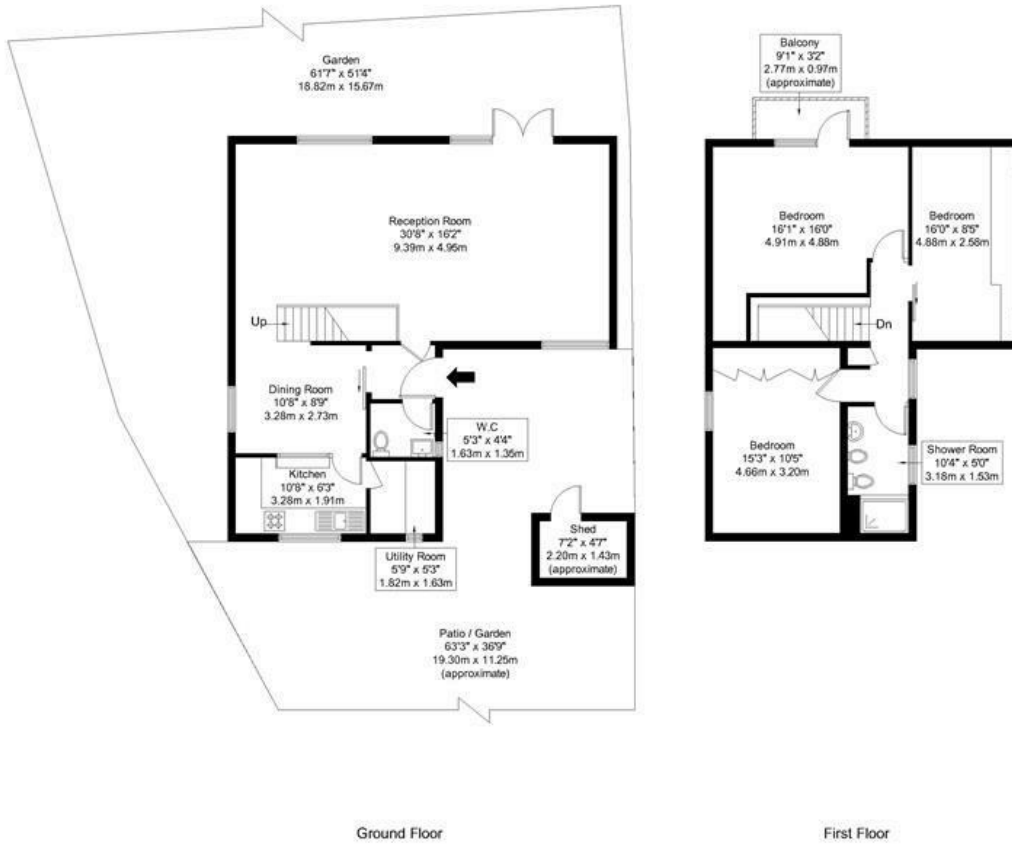 Garden
61'7" x 51'4"
18.82m x 15.67m
Reception Room
30'8" x 16'2"
9.39m x 4.95m
Up
Dining Room
10'8" x 8'9"
3.28m x 2.73m
W.C
5'3" x 4'4"
1.63m x 1.35m
Kitchen
10'8" x 6'3"
3.28m x 1.91m
Utility Room
5'9" x 5'3"
1.82m x 1.63m
Shed
7'2" x 4'7"
2.20m x 1.43m
(approximate)
Patio / Garden
63'3" x 36'9"
19.30m x 11.25m
(approximate)
Ground Floor
Balcony
9'1" x 3'2"
2.77m x 0.97m
(approximate)
Bedroom
16'1" x 16'0"
4.91m x 4.88m
Bedroom
16'0" x 8'5"
4.88m x 2.58m
Dn
Bedroom
15'3" x 10'5"
4.66m x 3.20m
Shower Room
10'4" x 5'0"
3.18m x 1.53m
First Floor